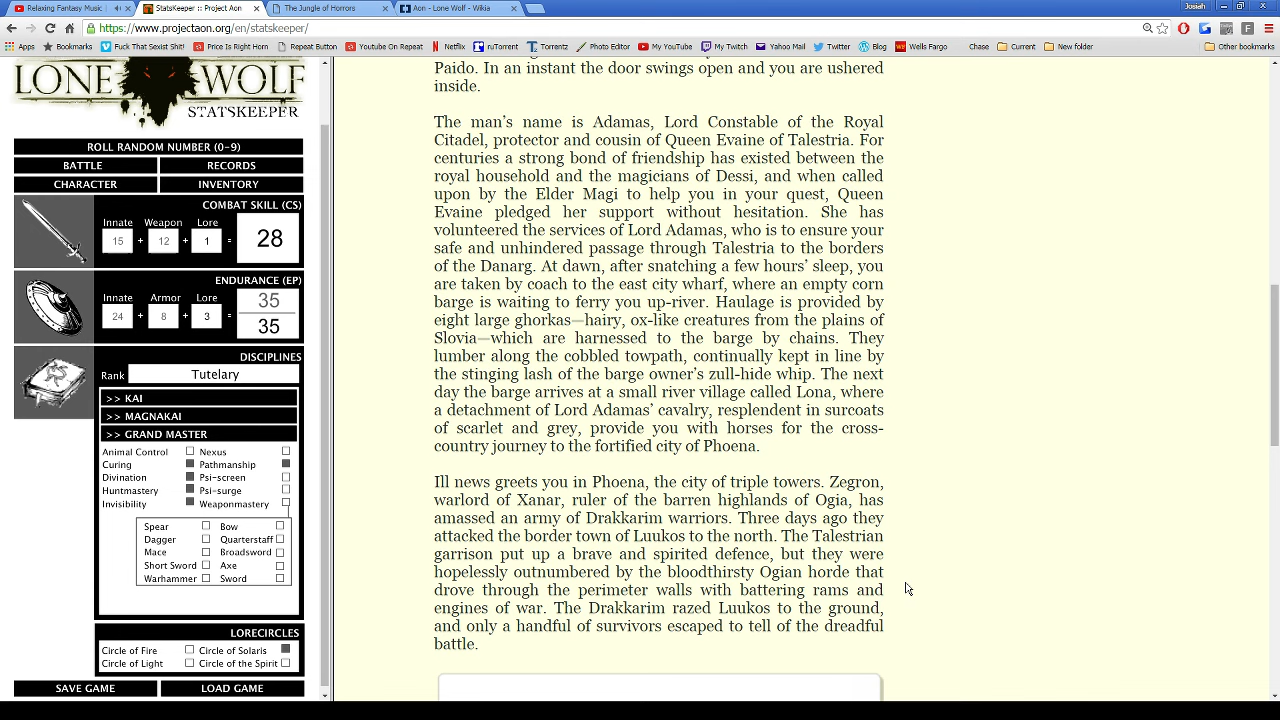 Relaxing Fantasy Music
StatsKeeper :: Project Aon
The Jungle of Horrors
Aon - Lone Wolf - Wikia
Josiah
https://www.projectaon.org/en/statskeeper/
Apps
Bookmarks
Fuck That Sexist Shit!
Price Is Right Horn
Repeat Button
Youtube On Repeat
Netflix
ruTorrent
Torrentz
Photo Editor
My YouTube
My Twitch
Yahoo Mail
Twitter
Blog
Wells Fargo
Chase
Current
New folder
Other bookmarks
LONE WOLF
STATSKEEPER
ROLL RANDOM NUMBER (0-9)
BATTLE RECORDS
CHARACTER INVENTORY
COMBAT SKILL (CS)
Innate Weapon Lore
15 + 12 + 1 = 28
ENDURANCE (EP)
Innate Armor Lore
35
24 + 8 + 3 = 35
DISCIPLINES
Rank Tutelary
>> KAI
>> MAGNAKAI
>> GRAND MASTER
Animal Control Nexus
Curing Pathmanship
Divination Psi-screen
Huntmastery Psi-surge
Invisibility Weaponmastery
Spear Bow
Dagger Quarterstaff
Mace Broadsword
Short Sword Axe
Warhammer Sword
LORECIRCLES
Circle of Fire Circle of Solaris
Circle of Light Circle of the Spirit
SAVE GAME LOAD GAME
Paido. In an instant the door swings open and you are ushered
inside.
The man's name is Adamas, Lord Constable of the Royal
Citadel, protector and cousin of Queen Evaine of Talestria. For
centuries a strong bond of friendship has existed between the
royal household and the magicians of Dessi, and when called
upon by the Elder Magi to help you in your quest, Queen
Evaine pledged her support without hesitation. She has
volunteered the services of Lord Adamas, who is to ensure your
safe and unhindered passage through Talestria to the borders
of the Danarg. At dawn, after snatching a few hours' sleep, you
are taken by coach to the east city wharf, where an empty corn
barge is waiting to ferry you up-river. Haulage is provided by
eight large ghorkas—hairy, ox-like creatures from the plains of
Slovia—which are harnessed to the barge by chains. They
lumber along the cobbled towpath, continually kept in line by
the stinging lash of the barge owner's zull-hide whip. The next
day the barge arrives at a small river village called Lona, where
a detachment of Lord Adamas' cavalry, resplendent in surcoats
of scarlet and grey, provide you with horses for the cross-
country journey to the fortified city of Phoena.
Ill news greets you in Phoena, the city of triple towers. Zegron,
warlord of Xanar, ruler of the barren highlands of Ogia, has
amassed an army of Drakkarim warriors. Three days ago they
attacked the border town of Luukos to the north. The Talestrian
garrison put up a brave and spirited defence, but they were
hopelessly outnumbered by the bloodthirsty Ogian horde that
drove through the perimeter walls with battering rams and
engines of war. The Drakkarim razed Luukos to the ground,
and only a handful of survivors escaped to tell of the dreadful
battle.